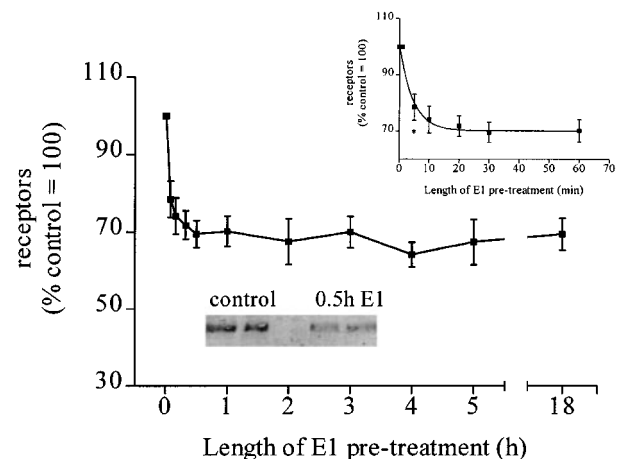 110
90
70
50
30
receptors
(% control = 100)
0 1 2 3 4 5 18
Length of E1 pre-treatment (h)
control 0.5h E1
110
90
70
receptors
(% control = 100)
*
0 10 20 30 40 50 60 70
Length of E1 pre-treatment (min)